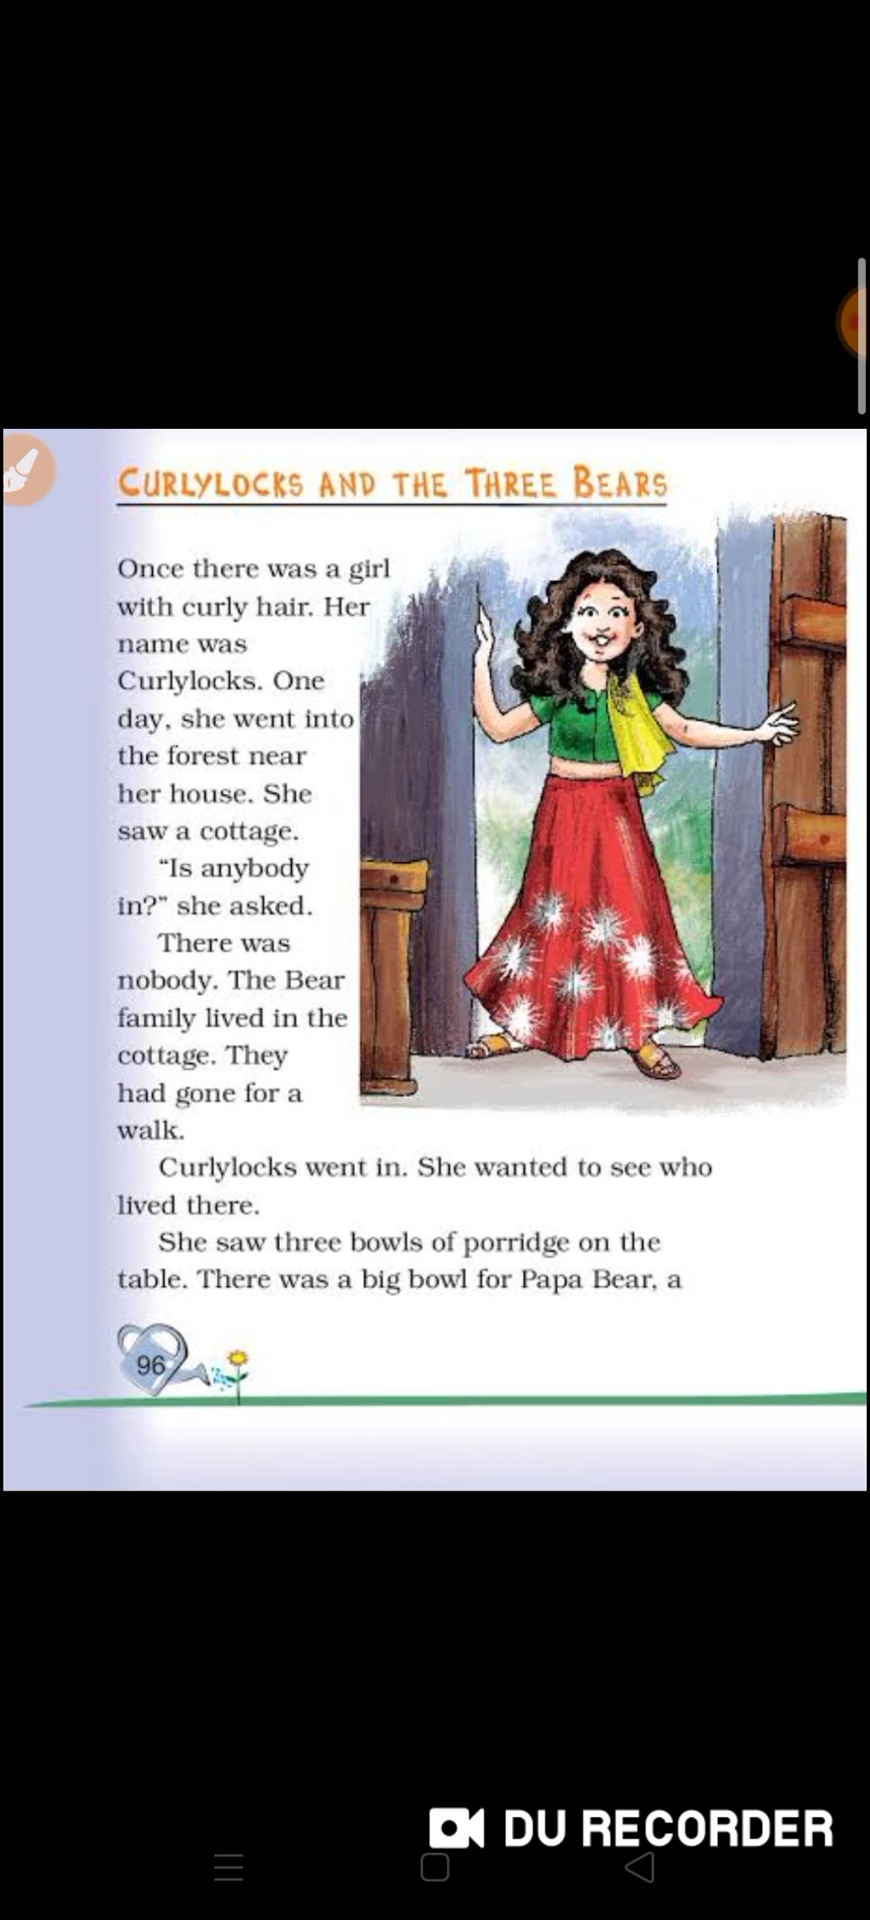 CURLYLOCKS AND THE THREE BEARS
Once there was a girl
with curly hair. Her
name was
Curlylocks. One
day, she went into
the forest near
her house. She
saw a cottage.
“Is anybody
in?” she asked.
There was
nobody. The Bear
family lived in the
cottage. They
had gone for a
walk.
Curlylocks went in. She wanted to see who
lived there.
She saw three bowls of porridge on the
table. There was a big bowl for Papa Bear, a
96
DU RECORDER